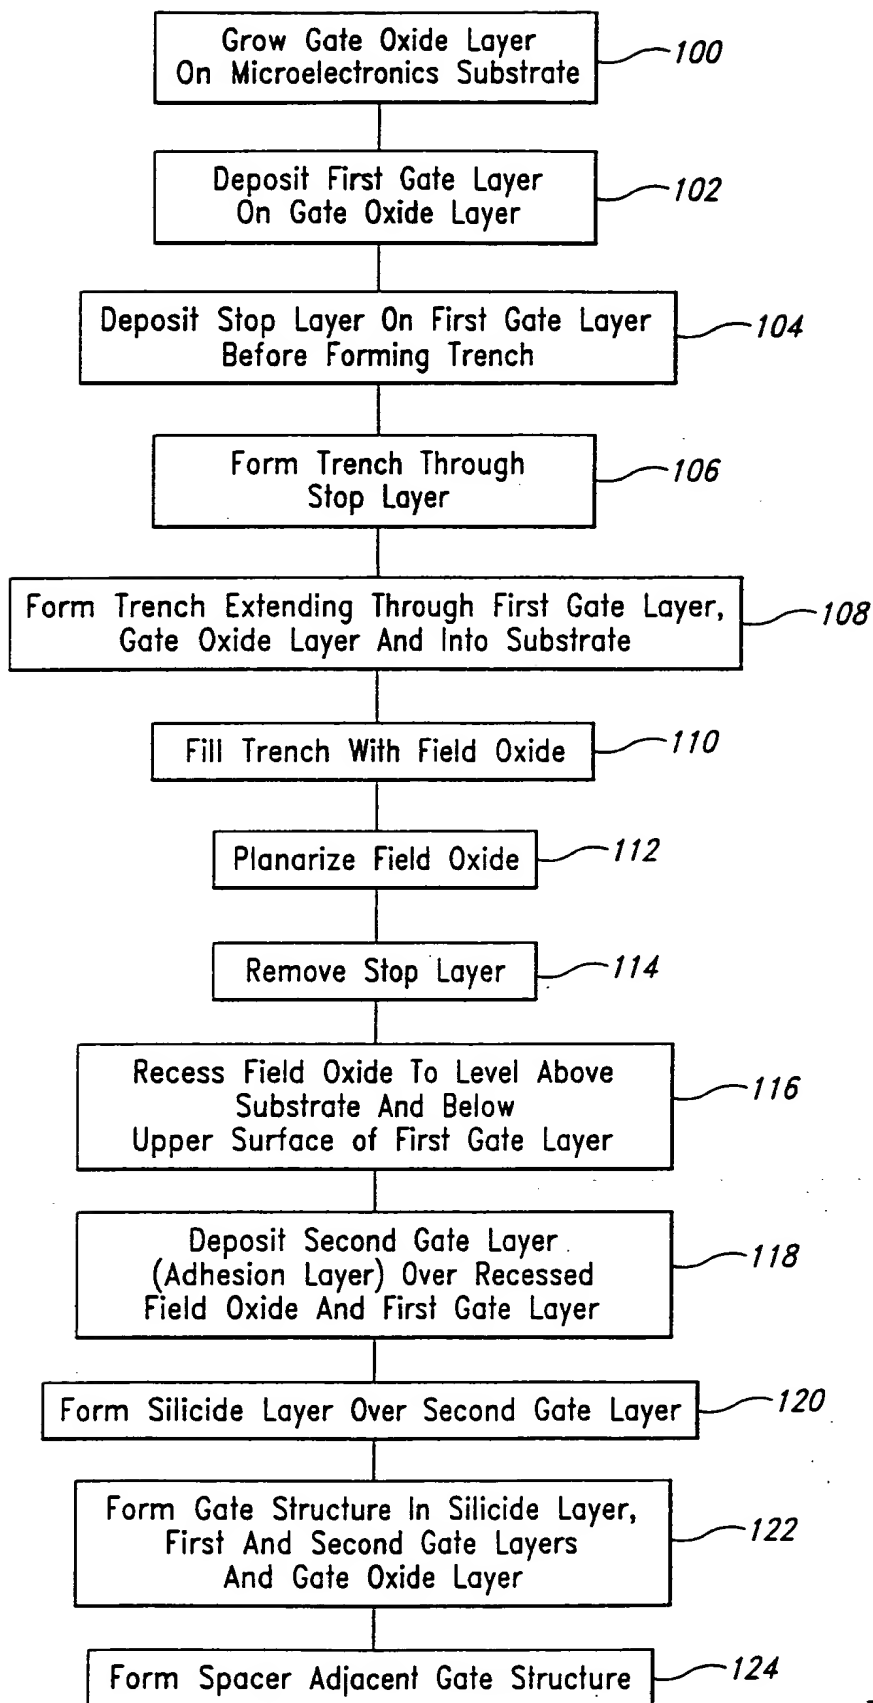 Grow Gate Oxide Layer
On Microelectronics Substrate
100
Deposit First Gate Layer
On Gate Oxide Layer
102
Deposit Stop Layer On First Gate Layer
Before Forming Trench
104
Form Trench Through
Stop Layer
106
Form Trench Extending Through First Gate Layer,
Gate Oxide Layer And Into Substrate
108
Fill Trench With Field Oxide
110
Planarize Field Oxide
112
Remove Stop Layer
114
Recess Field Oxide To Level Above
Substrate And Below
Upper Surface of First Gate Layer
116
Deposit Second Gate Layer
(Adhesion Layer) Over Recessed
Field Oxide And First Gate Layer
118
Form Silicide Layer Over Second Gate Layer
120
Form Gate Structure In Silicide Layer,
First And Second Gate Layers
And Gate Oxide Layer
122
Form Spacer Adjacent Gate Structure
124